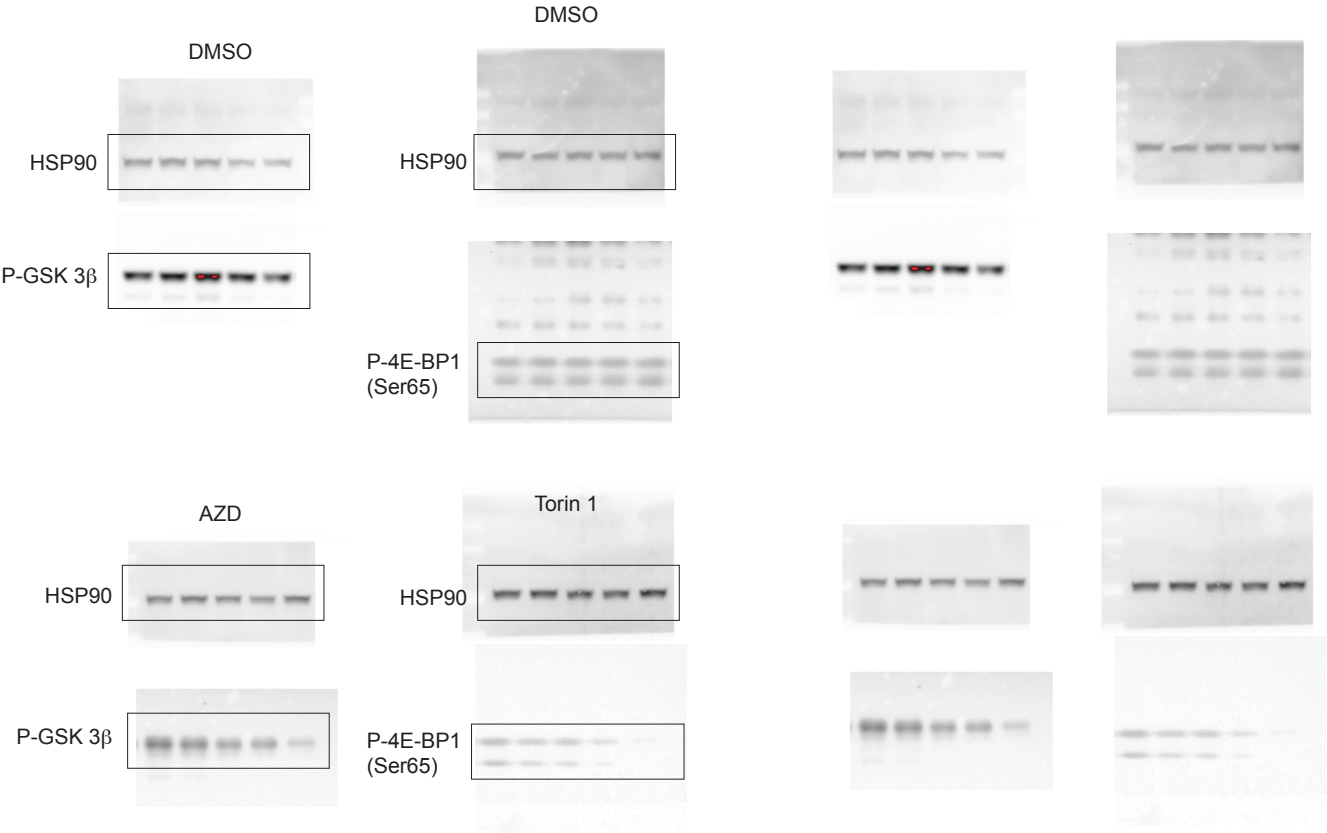 DMSO
DMSO
HSP90
HSP90
P-GSK 3β
P-4E-BP1
(Ser65)
AZD
Torin 1
HSP90
HSP90
P-GSK 3β
P-4E-BP1
(Ser65)